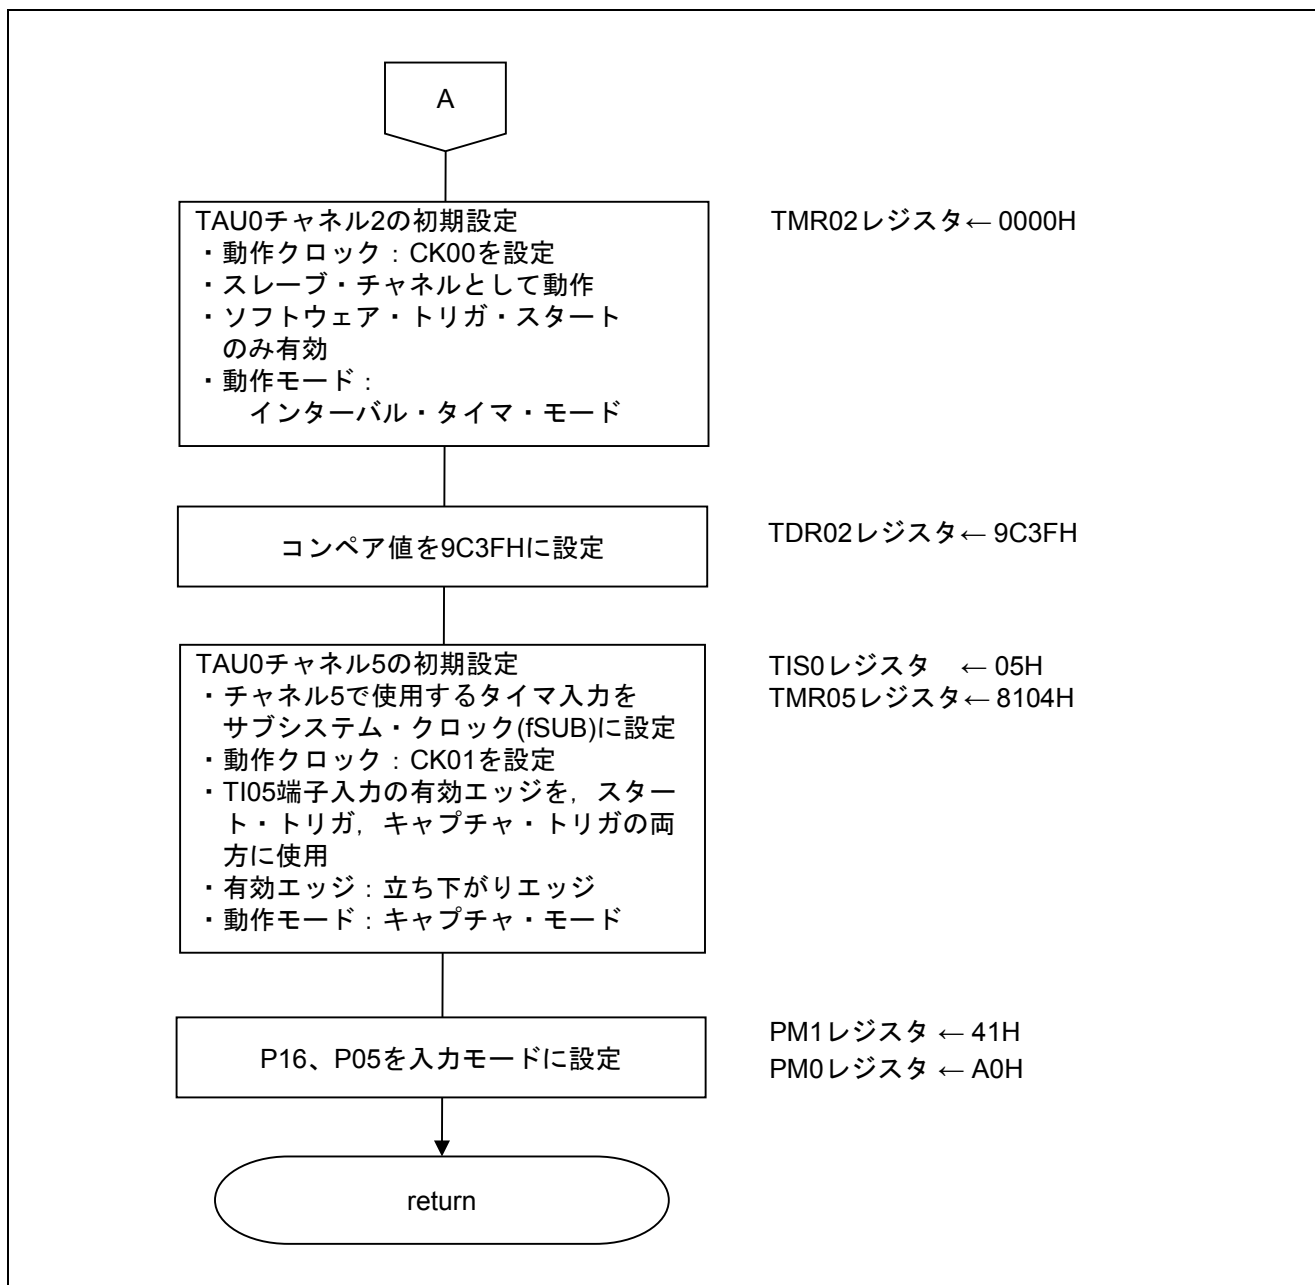 A
TAU0チャネル2の初期設定
・動作クロック：CK00を設定
・スレーブ・チャネルとして動作
・ソフトウェア・トリガ・スタート
のみ有効
・動作モード：
インターバル・タイマ・モード
TMR02レジスタ← 0000H
コンペア値を9C3FHに設定
TDR02レジスタ← 9C3FH
TAU0チャネル5の初期設定
・チャネル5で使用するタイマ入力を
サブシステム・クロック(fSUB)に設定
・動作クロック：CK01を設定
・TI05端子入力の有効エッジを，スター
ト・トリガ，キャプチャ・トリガの両
方に使用
・有効エッジ：立ち下がりエッジ
・動作モード：キャプチャ・モード
TIS0レジスタ　← 05H
TMR05レジスタ← 8104H
P16、P05を入力モードに設定
PM1レジスタ ← 41H
PM0レジスタ ← A0H
return